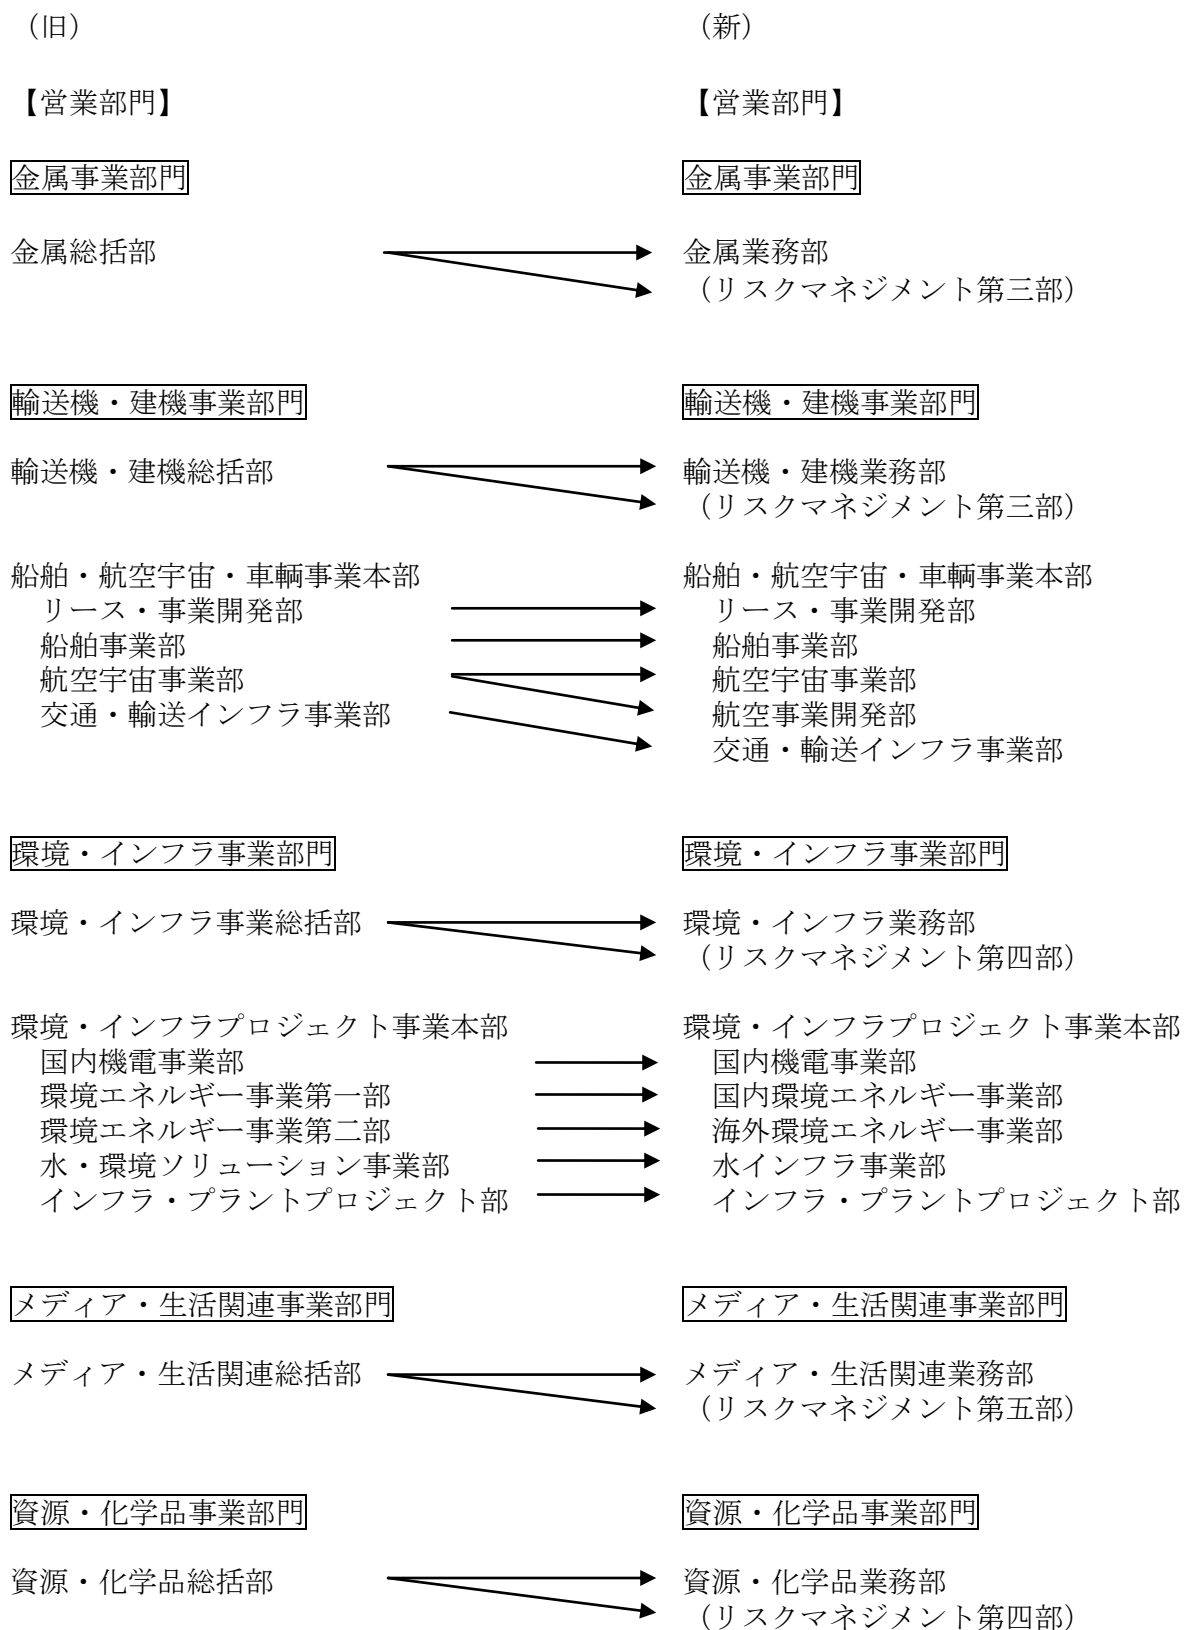 （旧）　（新）
【営業部門】　【営業部門】
金属事業部門　金属事業部門
金属総括部　金属業務部
（リスクマネジメント第三部）
輸送機・建機事業部門　輸送機・建機事業部門
輸送機・建機総括部　輸送機・建機業務部
（リスクマネジメント第三部）
船舶・航空宇宙・車輌事業本部　船舶・航空宇宙・車輌事業本部
リース・事業開発部　リース・事業開発部
船舶事業部　船舶事業部
航空宇宙事業部　航空宇宙事業部
交通・輸送インフラ事業部　航空事業開発部
交通・輸送インフラ事業部
環境・インフラ事業部門　環境・インフラ事業部門
環境・インフラ事業総括部　環境・インフラ業務部
（リスクマネジメント第四部）
環境・インフラプロジェクト事業本部　環境・インフラプロジェクト事業本部
国内機電事業部　国内機電事業部
環境エネルギー事業第一部　国内環境エネルギー事業部
環境エネルギー事業第二部　海外環境エネルギー事業部
水・環境ソリューション事業部　水インフラ事業部
インフラ・プラントプロジェクト部　インフラ・プラントプロジェクト部
メディア・生活関連事業部門　メディア・生活関連事業部門
メディア・生活関連総括部　メディア・生活関連業務部
（リスクマネジメント第五部）
資源・化学品事業部門　資源・化学品事業部門
資源・化学品総括部　資源・化学品業務部
（リスクマネジメント第四部）